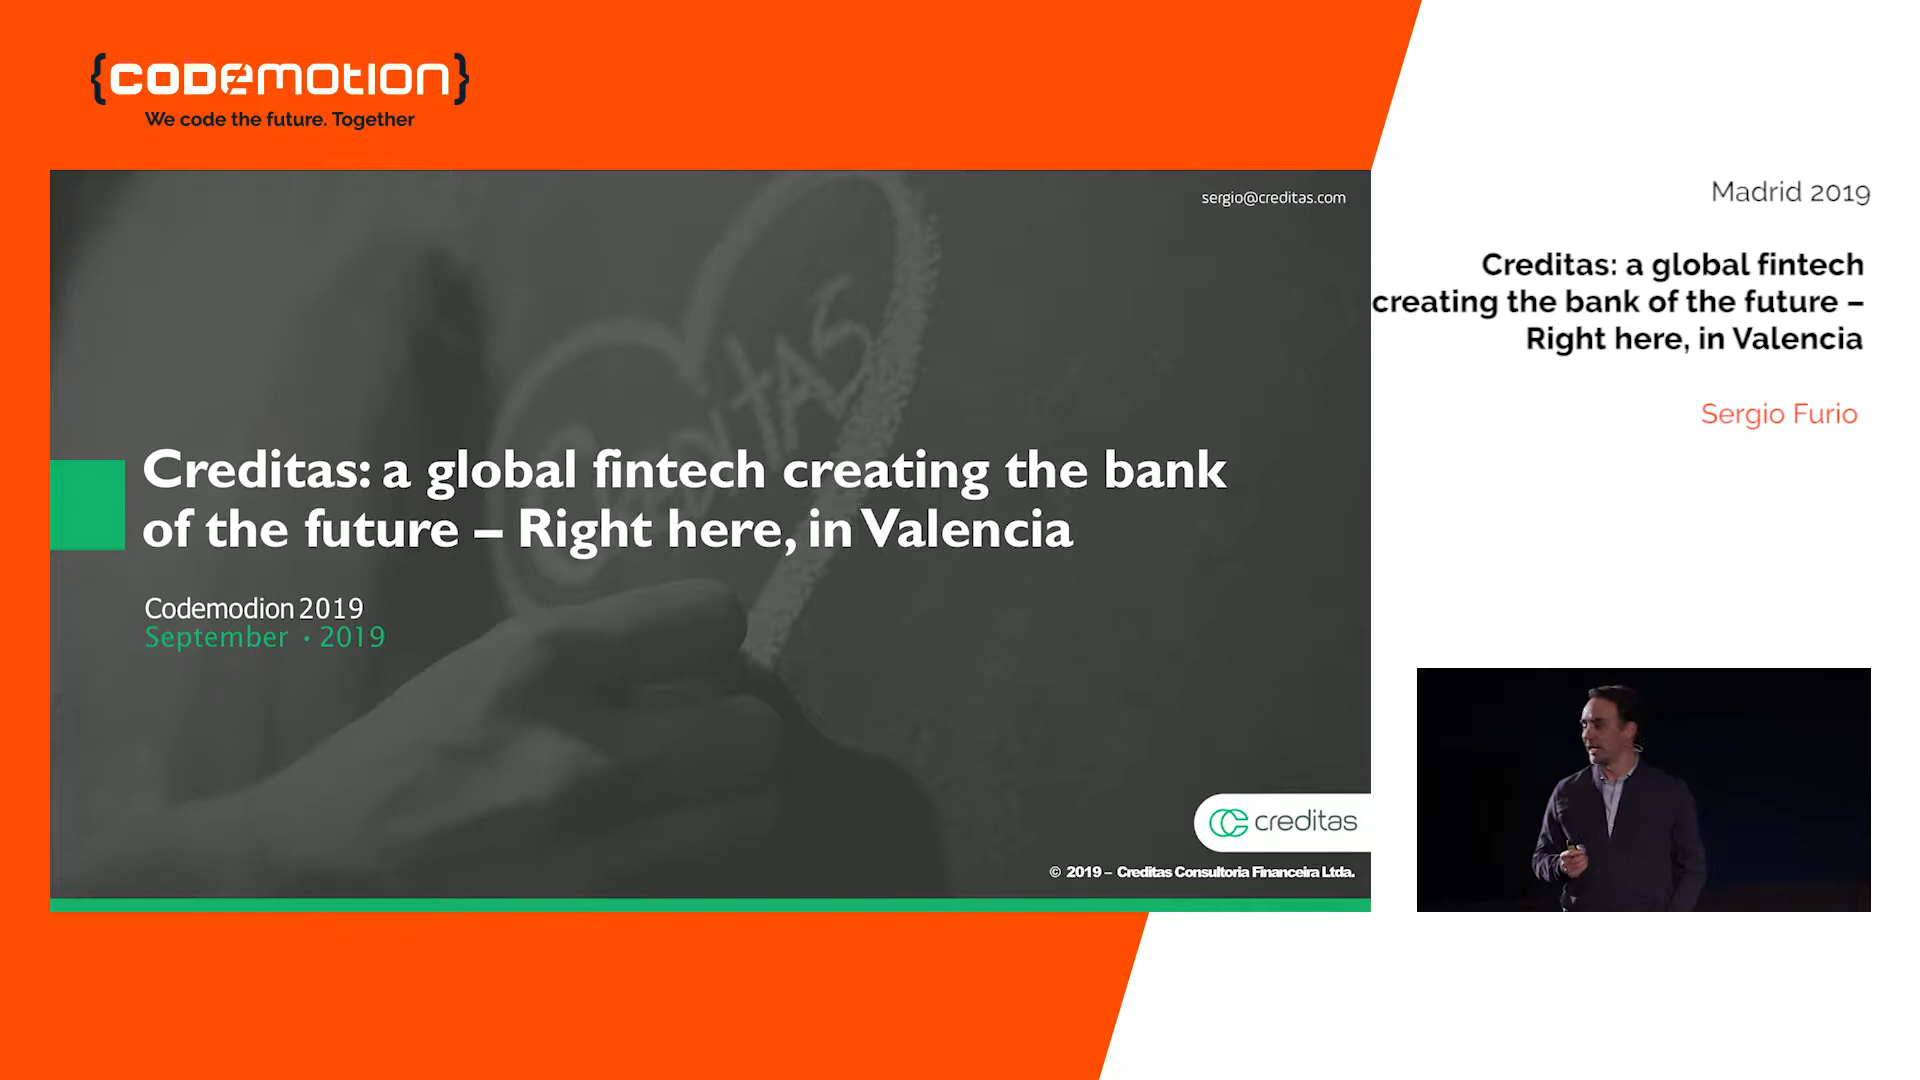 {CODEMOTION}
We code the future. Together
sergio@creditas.com
CREDITAS
Creditas: a global fintech creating the bank
of the future – Right here, in Valencia
Codemodion 2019
September • 2019
creditas
© 2019 – Creditas Consultoria Financeira Ltda.
Madrid 2019
Creditas: a global fintech
creating the bank of the future –
Right here, in Valencia
Sergio Furio